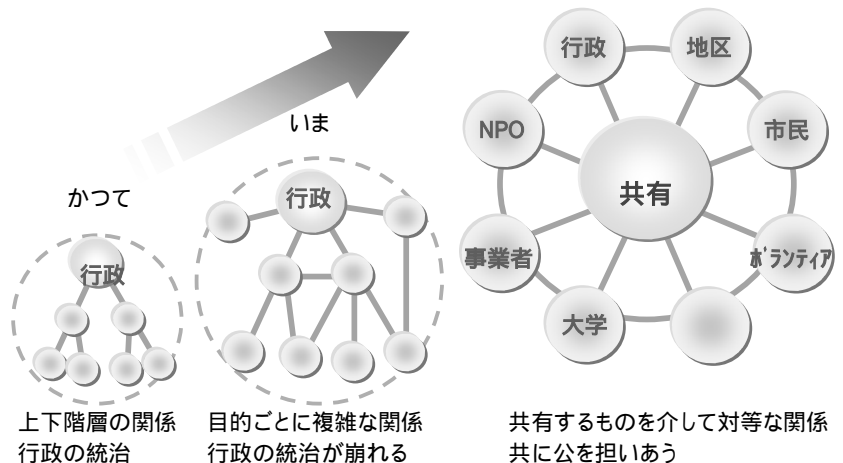 かつて
行政
上下階層の関係
行政の統治
いま
行政
目的ごとに複雑な関係
行政の統治が崩れる
行政
地区
NPO
市民
共有
事業者
ﾎﾞﾗﾝﾃｨｱ
大学
共有するものを介して対等な関係
共に公を担いあう